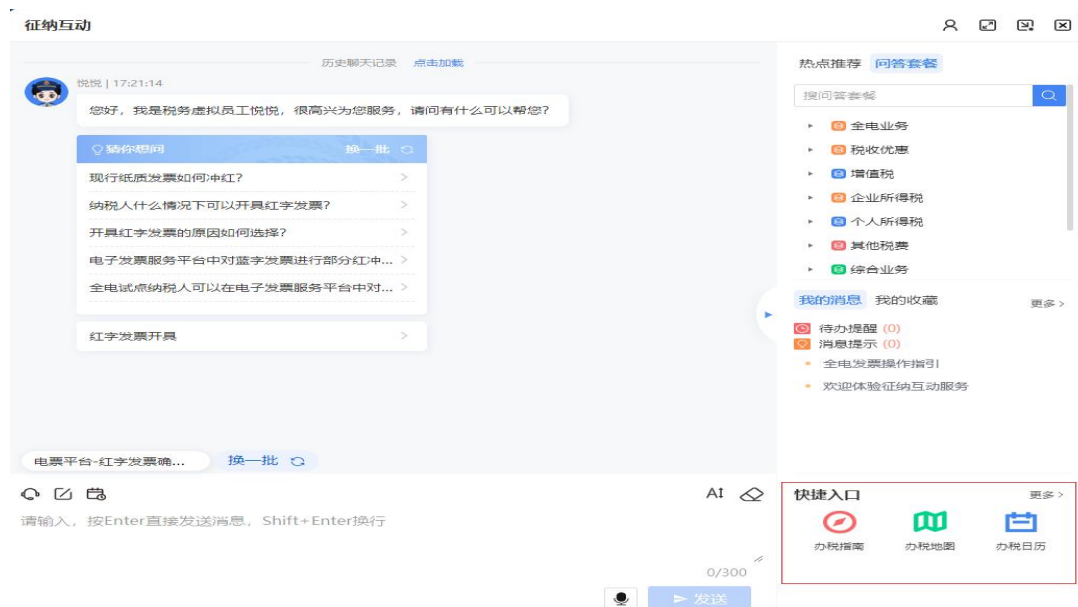 征纳互动
历史聊天记录 点击加载
悦悦 | 17:21:14
您好，我是税务虚拟员工悦悦，很高兴为您服务，请问有什么可以帮您?
猜你想问 换一批
现行纸质发票如何冲红?
纳税人什么情况下可以开具红字发票?
开具红字发票的原因如何选择?
电子发票服务平台中对蓝字发票进行部分红冲...
全电试点纳税人可以在电子发票服务平台中对...
红字发票开具
电票平台-红字发票确... 换一批
请输入，按Enter直接发送消息，Shift+Enter换行
0/300
发送
热点推荐 问答套餐
搜问答套餐
全电业务
税收优惠
增值税
企业所得税
个人所得税
其他税费
综合业务
我的消息 我的收藏 更多
待办提醒 (0)
消息提示 (0)
全电发票操作指引
欢迎体验征纳互动服务
快捷入口 更多
办税指南 办税地图 办税日历